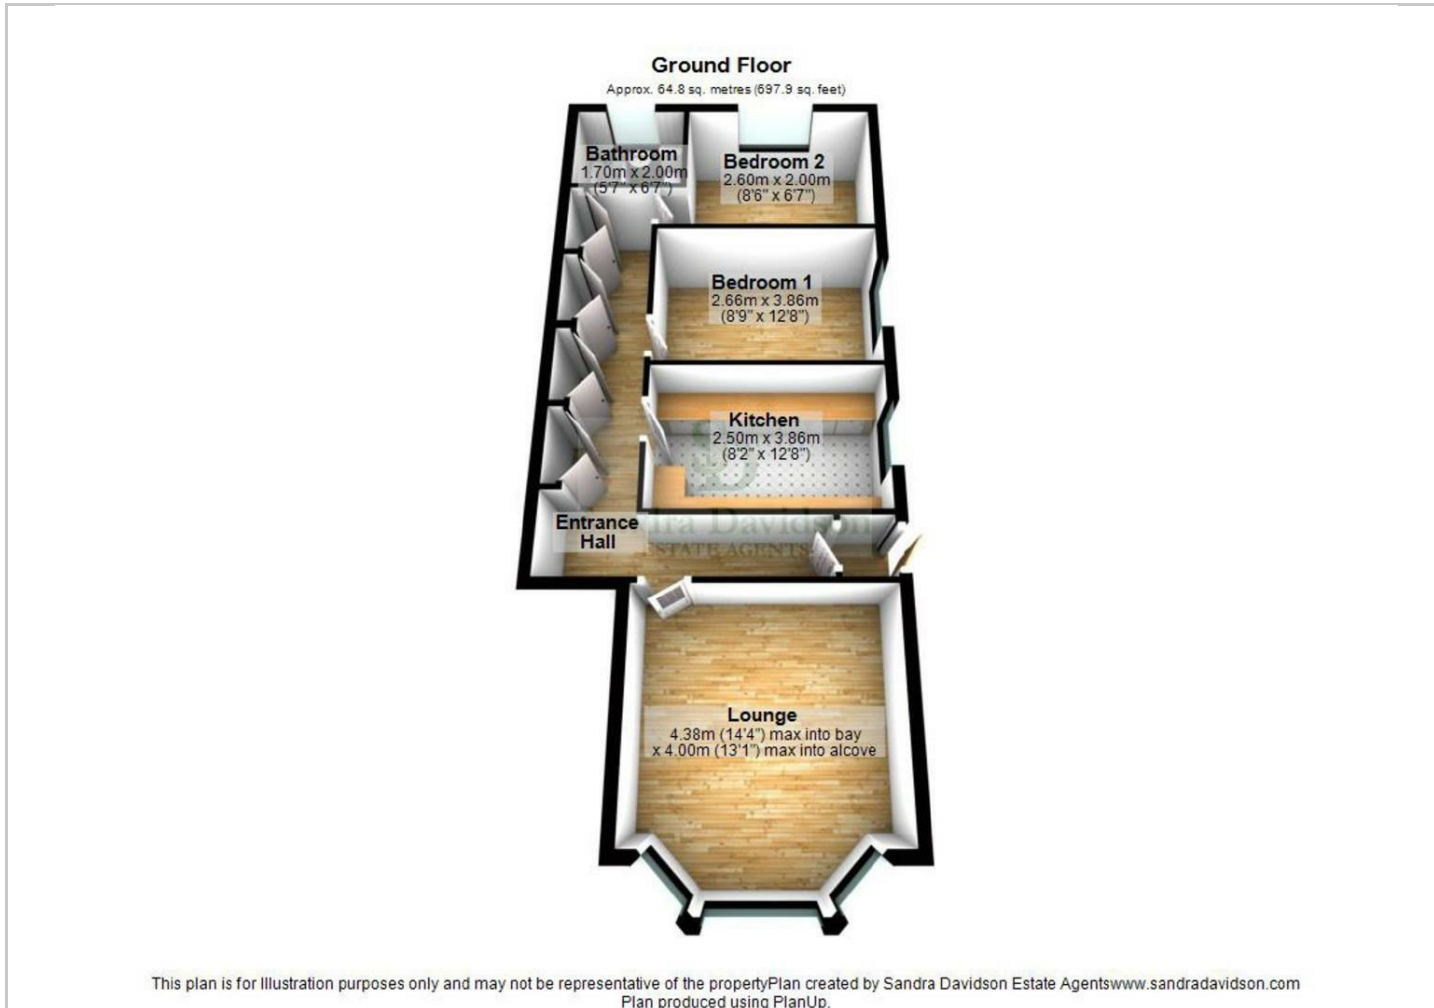 Ground Floor
Approx. 64.8 sq. metres (697.9 sq. feet)
Bathroom
1.70m x 2.00m
(5'7" x 6'7")
Bedroom 2
2.60m x 2.00m
(8'6" x 6'7")
Bedroom 1
2.66m x 3.86m
(8'9" x 12'8")
Kitchen
2.50m x 3.86m
(8'2" x 12'8")
Entrance
Hall
dra Davidson
ESTATE AGENTS
Lounge
4.38m (14'4") max into bay
x 4.00m (13'1") max into alcove
This plan is for Illustration purposes only and may not be representative of the propertyPlan created by Sandra Davidson Estate Agentswww.sandradavidson.com
Plan produced using PlanUp.